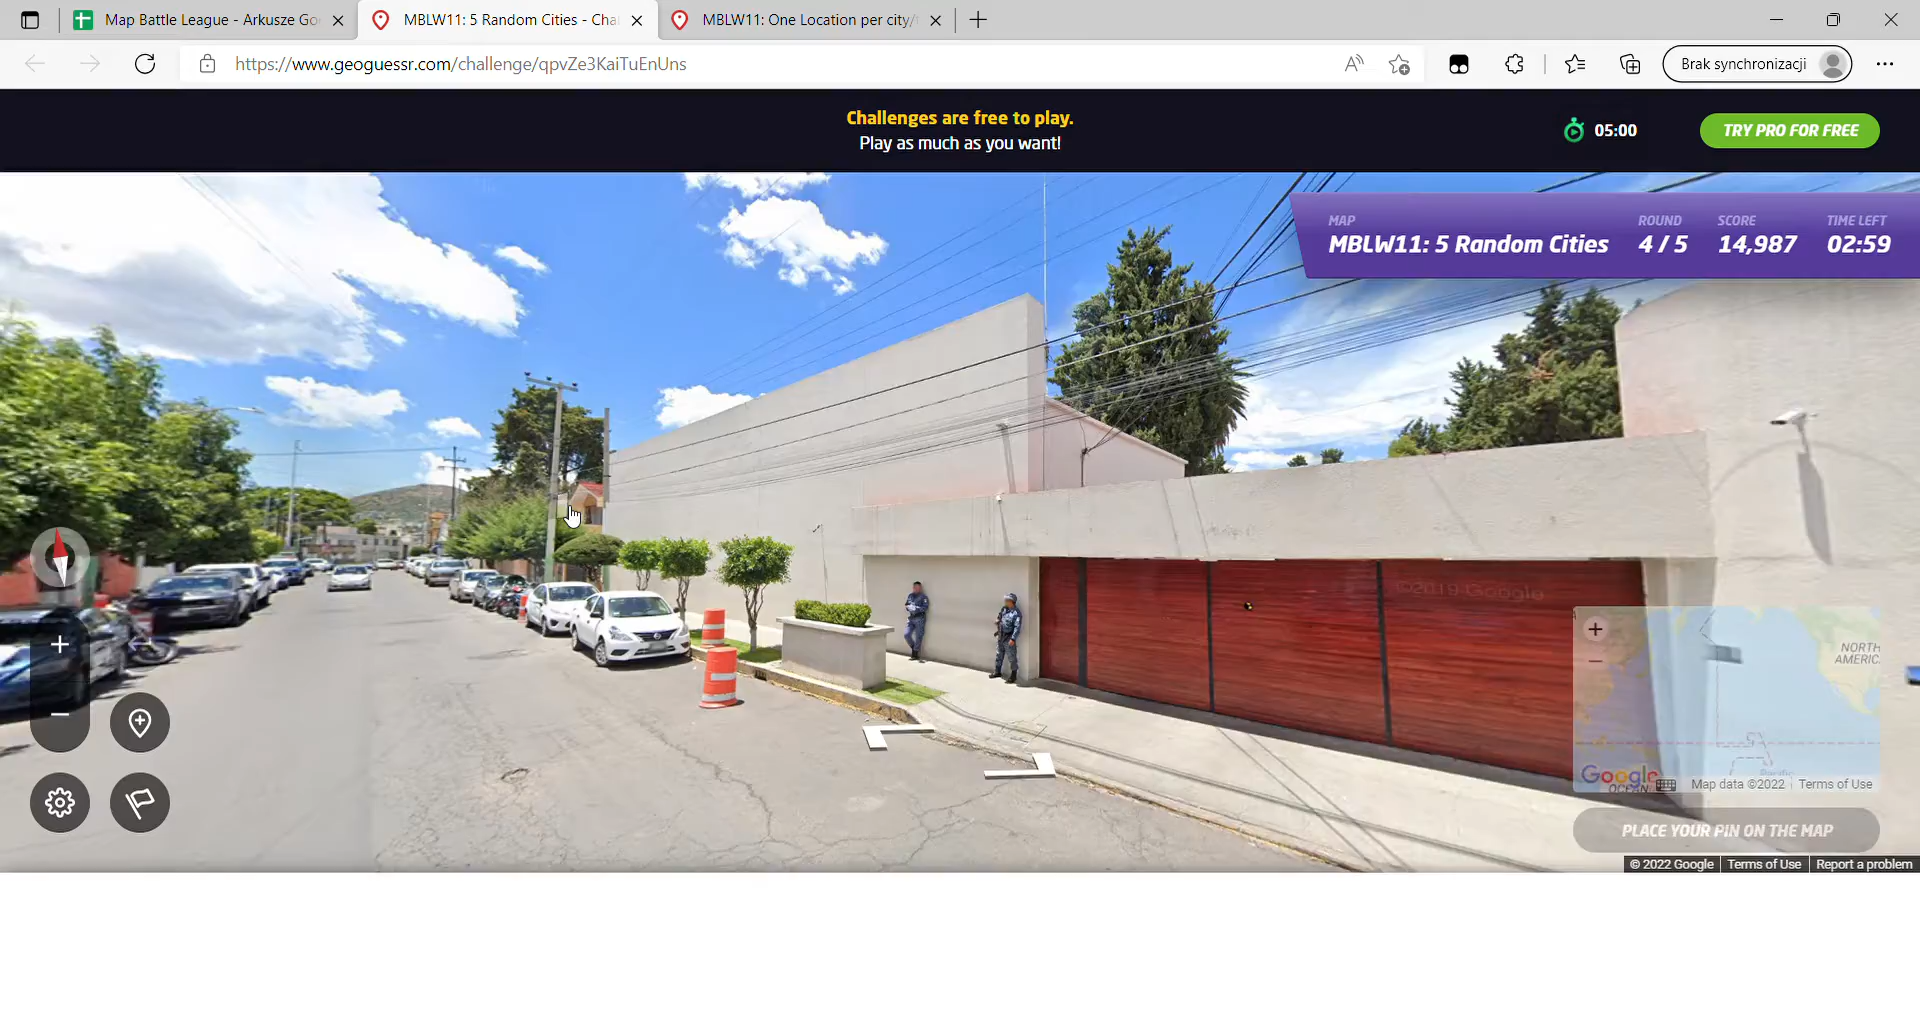 Map Battle League - Arkusze Go
MBLW11: 5 Random Cities - Cha
MBLW11: One Location per city/
https://www.geoguessr.com/challenge/qpvZe3KaiTuEnUns
Brak synchronizacji
Challenges are free to play.
Play as much as you want!
05:00
TRY PRO FOR FREE
MAP ROUND SCORE TIME LEFT
MBLW11: 5 Random Cities 4 / 5 14,987 02:59
©2019 Google
NORTH
AMERIC
Google
OCEAN
Map data ©2022 Terms of Use
PLACE YOUR PIN ON THE MAP
© 2022 Google Terms of Use Report a problem